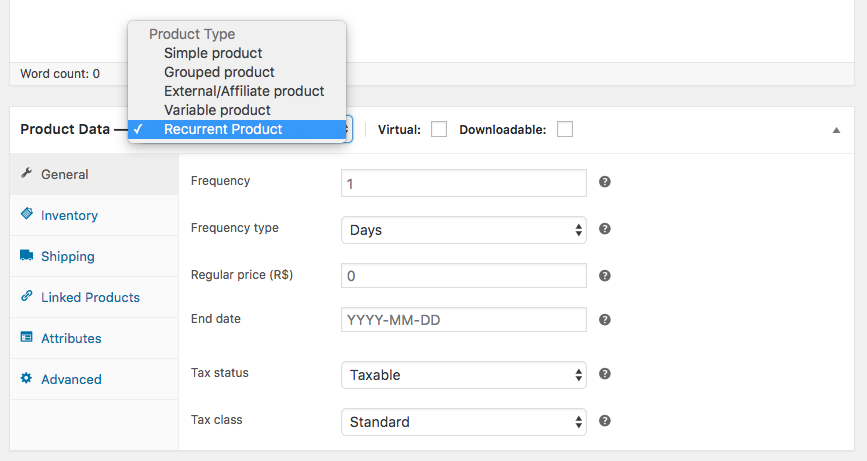 Product Type
Simple product
Grouped product
External/Affiliate product
Variable product
✓ Recurrent Product
Word count: 0
Product Data —
Virtual:
Downloadable:
General
Inventory
Shipping
Linked Products
Attributes
Advanced
Frequency
1
Frequency type
Days
Regular price (R$)
0
End date
YYYY-MM-DD
Tax status
Taxable
Tax class
Standard